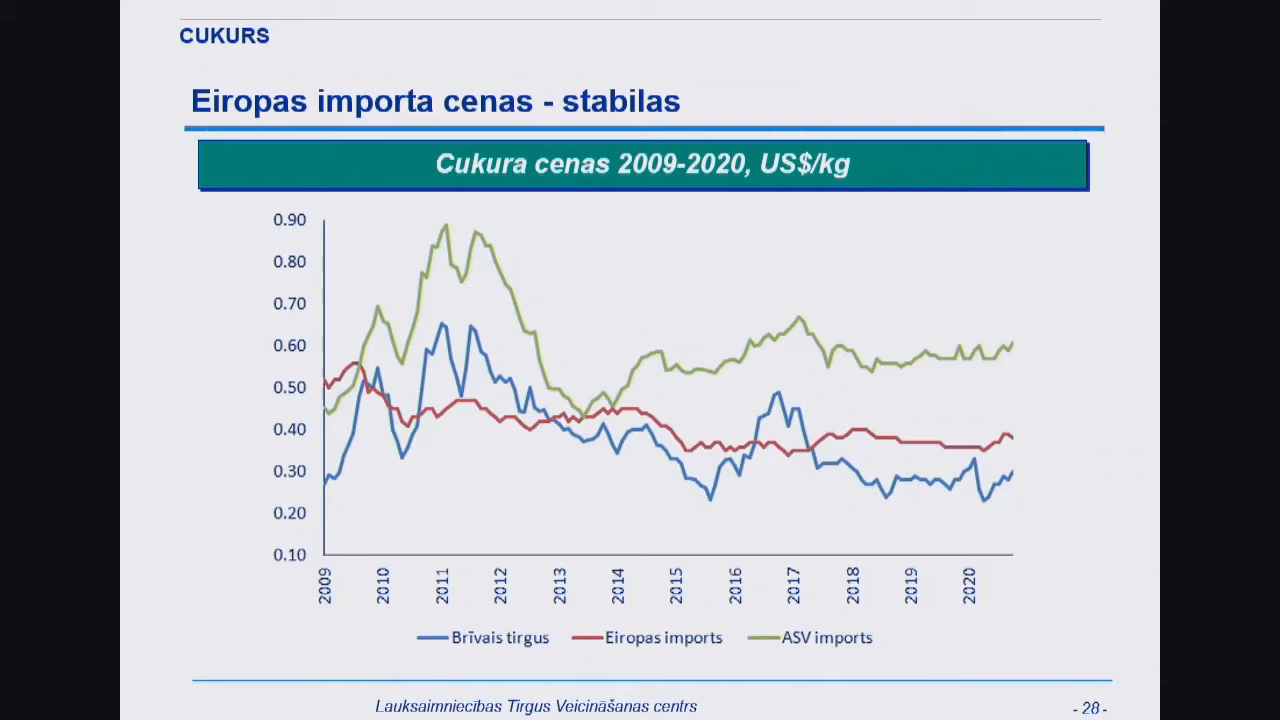 CUKURS
Eiropas importa cenas - stabilas
Cukura cenas 2009-2020, US$/kg
0.90
0.80
0.70
0.60
0.50
0.40
0.30
0.20
0.10
2009 2010 2011 2012 2013 2014 2015 2016 2017 2018 2019 2020
Brīvais tirgus Eiropas imports ASV imports
Lauksaimniecības Tirgus Veicināšanas centrs - 28 -